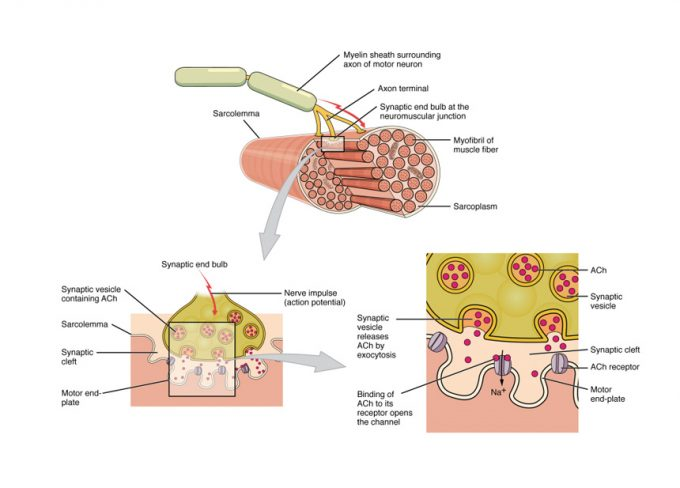 Myelin sheath surrounding
axon of motor neuron
Axon terminal
Synaptic end bulb at the
neuromuscular junction
Sarcolemma
Myofibril of
muscle fiber
Sarcoplasm
Synaptic end bulb
Nerve impulse
(action potential)
Synaptic vesicle
containing ACh
Sarcolemma
Synaptic
cleft
Motor end-
plate
ACh
Synaptic
vesicle
Synaptic
vesicle
releases
ACh by
exocytosis
Synaptic cleft
ACh receptor
Motor
end-plate
Na⁺
Binding of
ACh to its
receptor opens
the channel